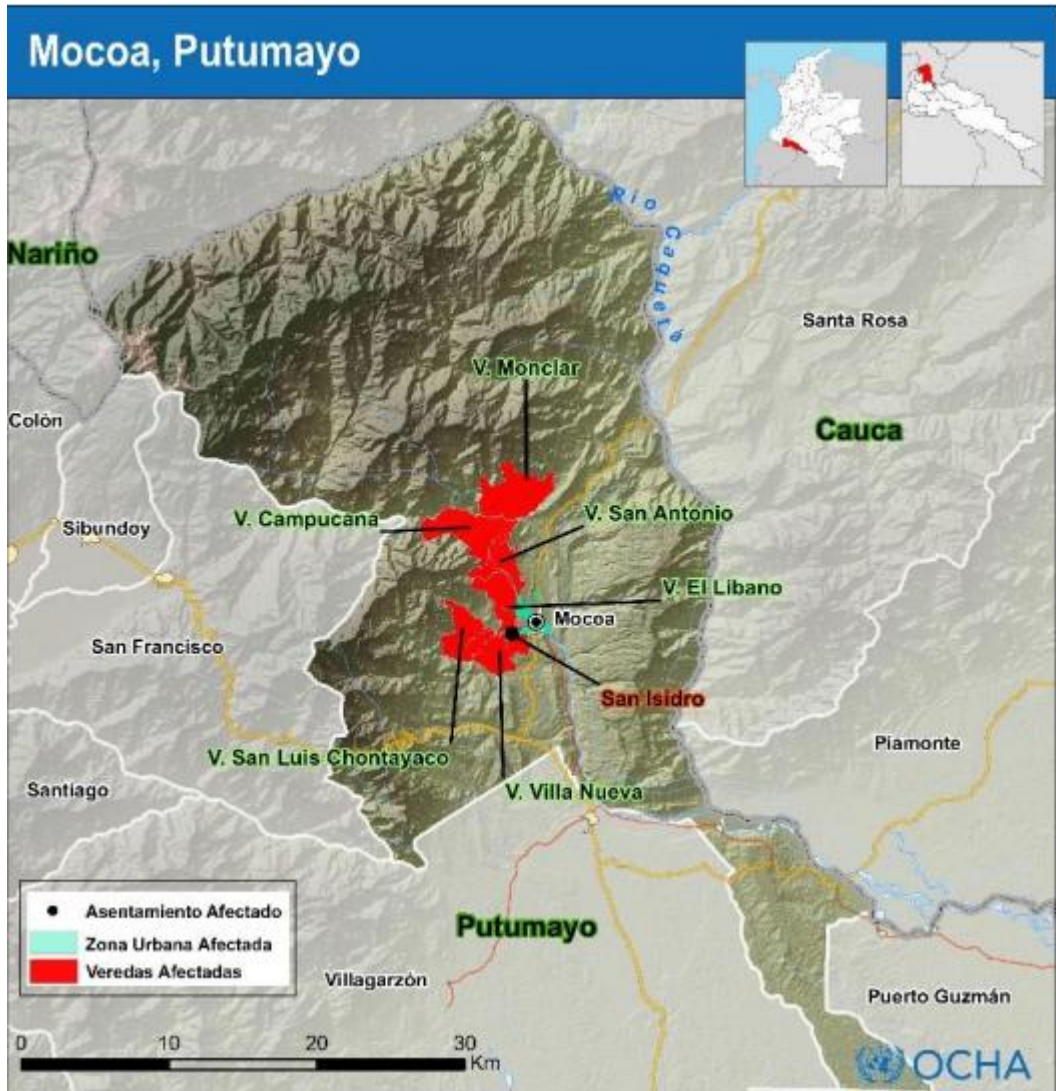 Mocoa, Putumayo
Río Caquetá
Nariño
Santa Rosa
V. Monclar
Colón
Cauca
V. Campucana
V. San Antonio
Sibundoy
V. El Libano
Mocoa
San Francisco
San Isidro
Piamonte
V. San Luis Chontayaco
Santiago
V. Villa Nueva
Asentamiento Afectado
Zona Urbana Afectada
Veredas Afectadas
Putumayo
Villagarzón
Puerto Guzmán
0 10 20 30
Km
OCHA